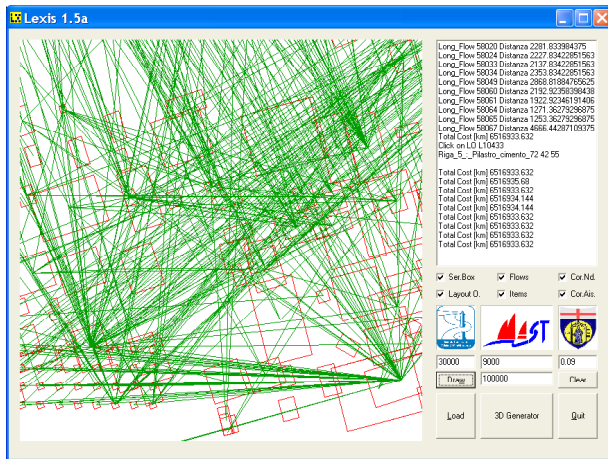 Lexis 1.5a
Long_Flow 58020 Distanza 2281.833984375
Long_Flow 58024 Distanza 2227.83422851563
Long_Flow 58033 Distanza 2137.83422851563
Long_Flow 58034 Distanza 2353.83422851563
Long_Flow 58049 Distanza 2868.81884765625
Long_Flow 58060 Distanza 2192.92358398438
Long_Flow 58061 Distanza 1922.92346191406
Long_Flow 58064 Distanza 1271.36279296875
Long_Flow 58065 Distanza 1253.36279296875
Long_Flow 58067 Distanza 4666.44287109375
Total Cost [km] 6516933.632
Click on LO L10433
Riga_5_-_Pilastro_cimento_72 42 55
Total Cost [km] 6516933.632
Total Cost [km] 6516935.68
Total Cost [km] 6516933.632
Total Cost [km] 6516934.144
Total Cost [km] 6516934.144
Total Cost [km] 6516933.632
Total Cost [km] 6516933.632
Total Cost [km] 6516933.632
Total Cost [km] 6516933.632
Ser.Box Flows Cor.Nd.
Layout O. Items Cor.Ais.
MAST
30000 9000 0.09
Draw 100000 Clear
Load 3D Generator Quit